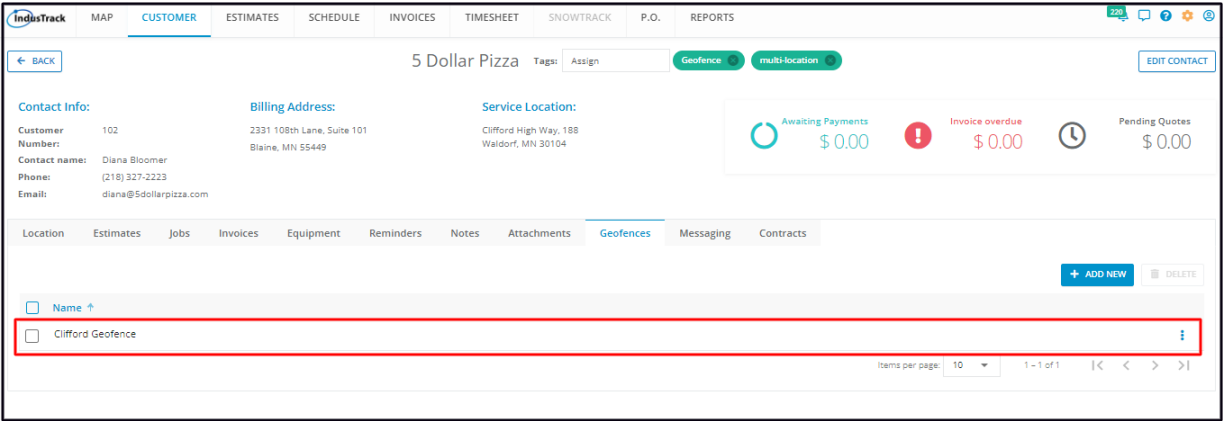 IndusTrack MAP CUSTOMER ESTIMATES SCHEDULE INVOICES TIMESHEET SNOWTRACK P.O. REPORTS 220
← BACK 5 Dollar Pizza Tags: Assign Geofence multi-location EDIT CONTACT
Contact Info:
Customer Number: 102
Contact name: Diana Bloomer
Phone: (218) 327-2223
Email: diana@5dollarpizza.com
Billing Address:
2331 108th Lane, Suite 101
Blaine, MN 55449
Service Location:
Clifford High Way, 188
Waldorf, MN 30104
Awaiting Payments
$ 0.00
Invoice overdue
$ 0.00
Pending Quotes
$ 0.00
Location Estimates Jobs Invoices Equipment Reminders Notes Attachments Geofences Messaging Contracts
+ ADD NEW DELETE
Name ↑
Clifford Geofence
Items per page: 10 1 – 1 of 1